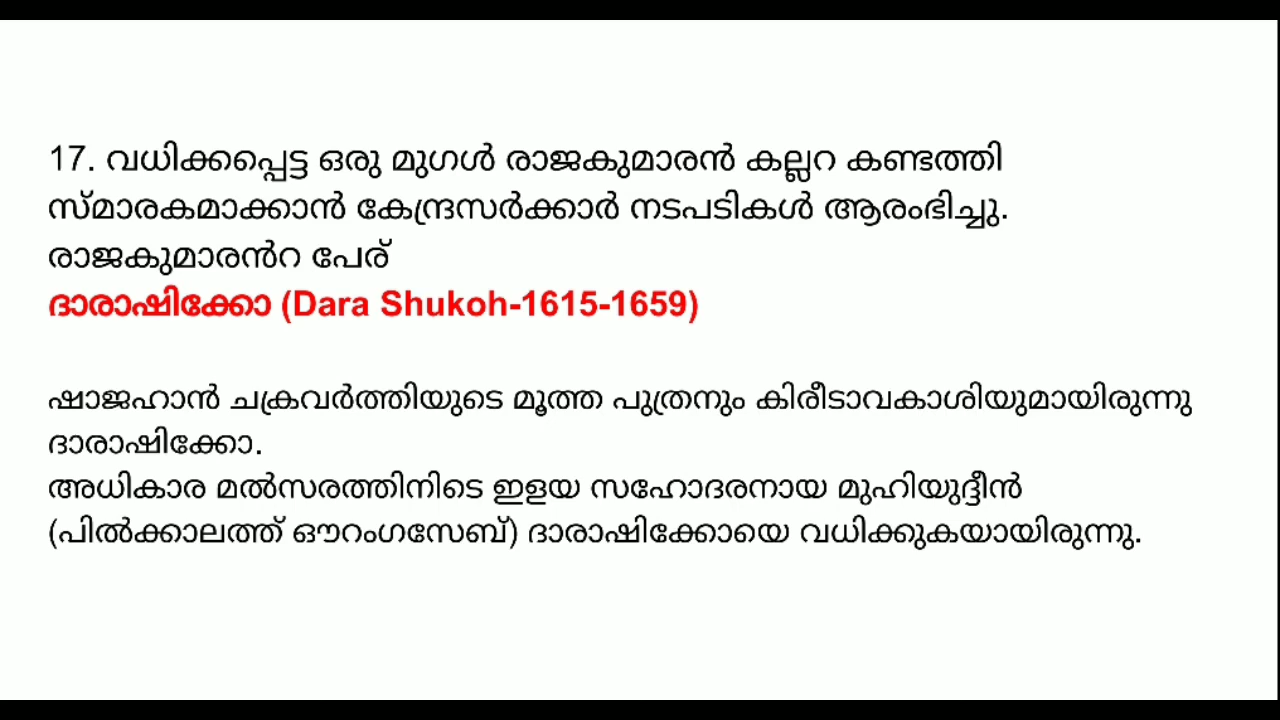 17. വധിക്കപ്പെട്ട ഒരു മുഗൾ രാജകുമാരൻ കല്ലറ കണ്ടത്തി
സ്മാരകമാക്കാൻ കേന്ദ്രസർക്കാർ നടപടികൾ ആരംഭിച്ചു.
രാജകുമാരൻറ പേര്
ദാരാഷിക്കോ (Dara Shukoh-1615-1659)
ഷാജഹാൻ ചക്രവർത്തിയുടെ മൂത്ത പുത്രനും കിരീടാവകാശിയുമായിരുന്നു
ദാരാഷിക്കോ.
അധികാര മൽസരത്തിനിടെ ഇളയ സഹോദരനായ മുഹിയുദ്ദീൻ
(പിൽക്കാലത്ത് ഔറംഗസേബ്) ദാരാഷിക്കോയെ വധിക്കുകയായിരുന്നു.